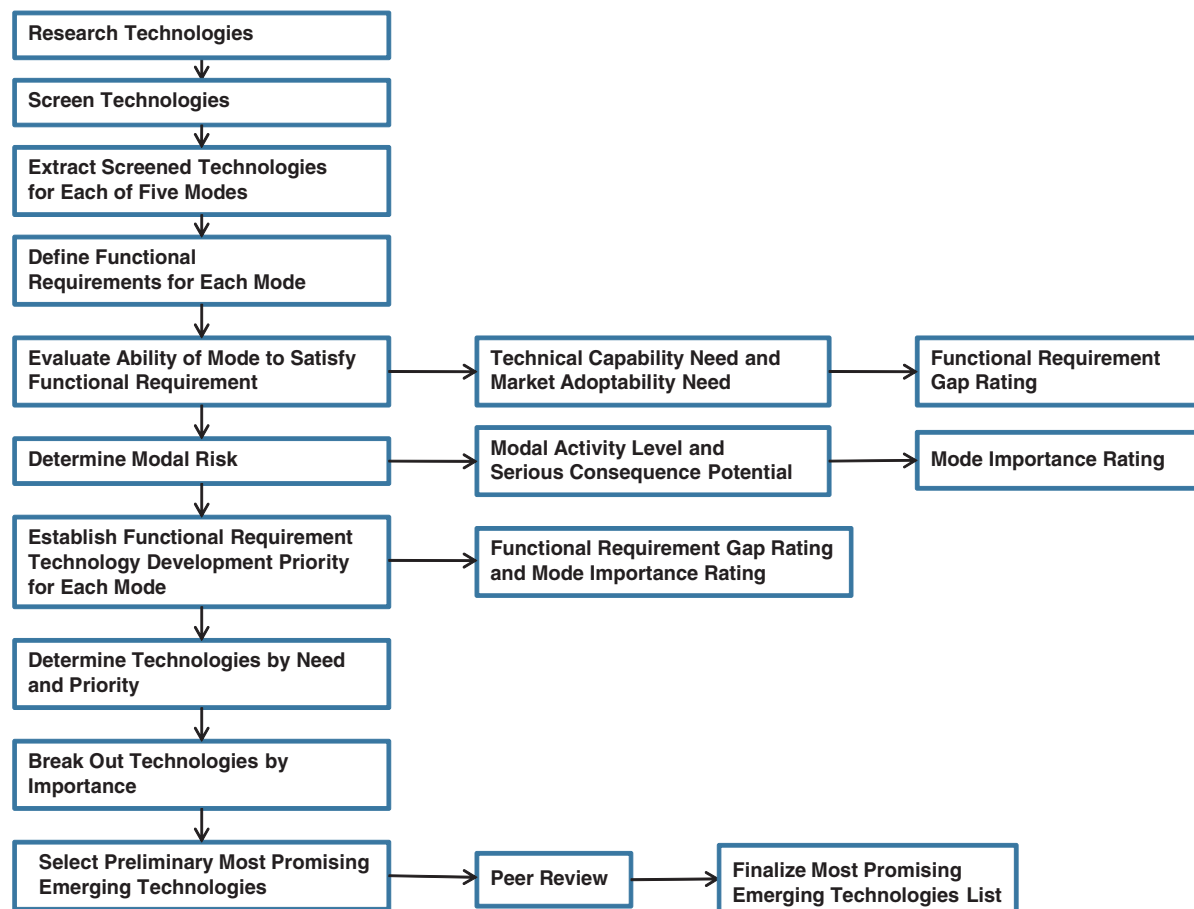 Research Technologies
Screen Technologies
Extract Screened Technologies
for Each of Five Modes
Define Functional
Requirements for Each Mode
Evaluate Ability of Mode to Satisfy
Functional Requirement
Technical Capability Need and
Market Adoptability Need
Functional Requirement
Gap Rating
Determine Modal Risk
Modal Activity Level and
Serious Consequence Potential
Mode Importance Rating
Establish Functional Requirement
Technology Development Priority
for Each Mode
Functional Requirement Gap Rating
and Mode Importance Rating
Determine Technologies by Need
and Priority
Break Out Technologies by
Importance
Select Preliminary Most Promising
Emerging Technologies
Peer Review
Finalize Most Promising
Emerging Technologies List